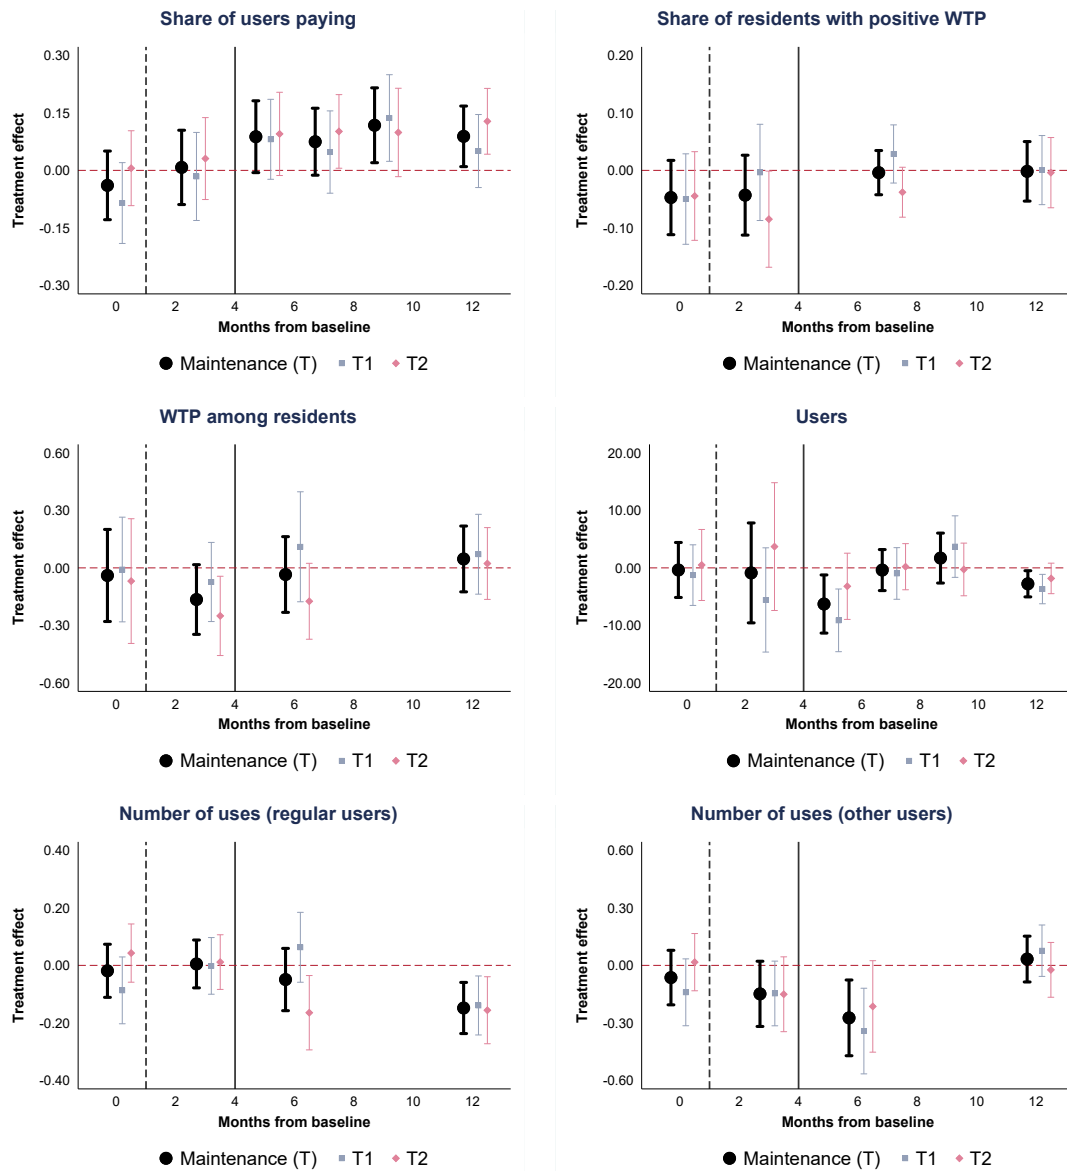 Share of users paying
Treatment effect
0.30
0.15
0.00
-0.15
-0.30
0 2 4 6 8 10 12
Months from baseline
Maintenance (T) T1 T2
Share of residents with positive WTP
Treatment effect
0.20
0.10
0.00
-0.10
-0.20
0 2 4 6 8 10 12
Months from baseline
Maintenance (T) T1 T2
WTP among residents
Treatment effect
0.60
0.30
0.00
-0.30
-0.60
0 2 4 6 8 10 12
Months from baseline
Maintenance (T) T1 T2
Users
Treatment effect
20.00
10.00
0.00
-10.00
-20.00
0 2 4 6 8 10 12
Months from baseline
Maintenance (T) T1 T2
Number of uses (regular users)
Treatment effect
0.40
0.20
0.00
-0.20
-0.40
0 2 4 6 8 10 12
Months from baseline
Maintenance (T) T1 T2
Number of uses (other users)
Treatment effect
0.60
0.30
0.00
-0.30
-0.60
0 2 4 6 8 10 12
Months from baseline
Maintenance (T) T1 T2